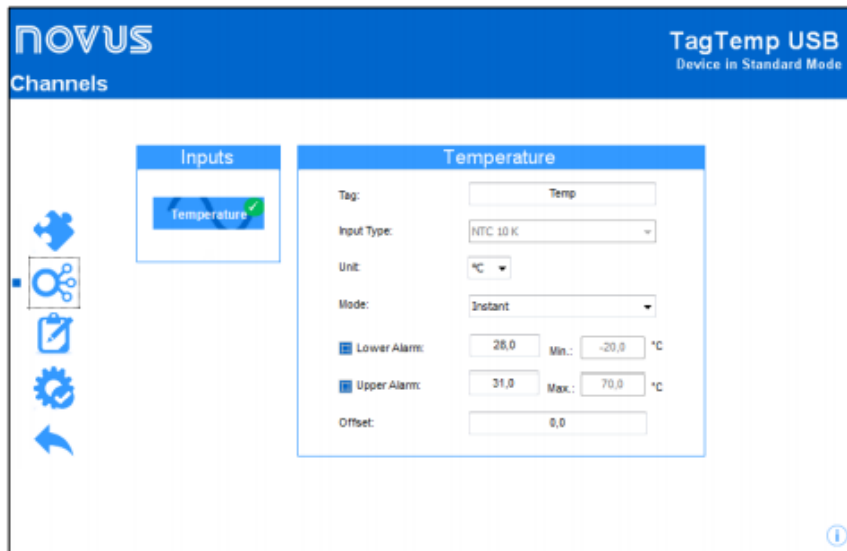 novus
TagTemp USB
Device in Standard Mode
Channels
Inputs
Temperature
Temperature
Tag: Temp
Input Type: NTC 10 K
Unit: ºC
Mode: Instant
Lower Alarm: 28,0 Min.: -20,0 °C
Upper Alarm: 31,0 Max.: 70,0 °C
Offset: 0,0
i